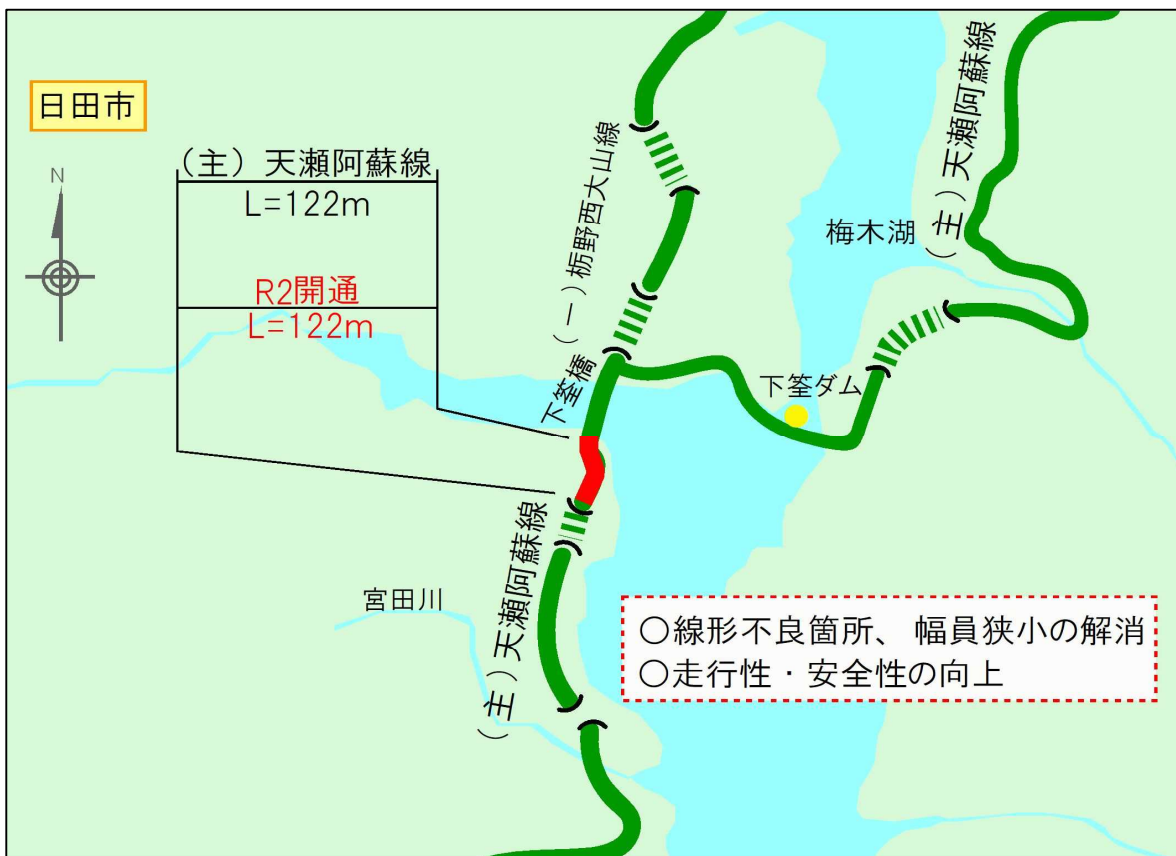 日田市
N
(主)天瀬阿蘇線
L=122m
R2開通
L=122m
(一)栃野西大山線
(主)天瀬阿蘇線
梅木湖
下筌橋
下筌ダム
(主)天瀬阿蘇線
宮田川
○線形不良箇所、幅員狭小の解消
○走行性・安全性の向上